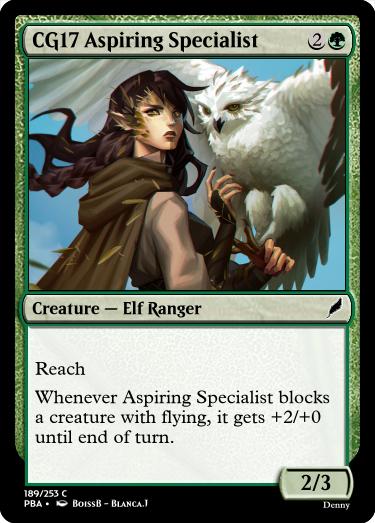 CG17 Aspiring Specialist 2
Creature — Elf Ranger
Reach
Whenever Aspiring Specialist blocks
a creature with flying, it gets +2/+0
until end of turn.
2/3
189/253 C
PBA • BoissB – Blanca.J
Denny